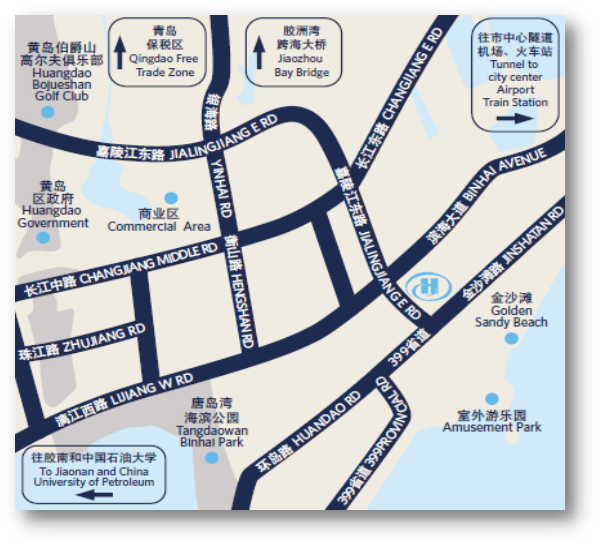 黄岛伯爵山
高尔夫俱乐部
Huangdao
Bojueshan
Golf Club
青岛
保税区
Qingdao Free
Trade Zone
胶洲湾
跨海大桥
Jiaozhou
Bay Bridge
往市中心隧道
机场、火车站
Tunnel to
city center
Airport
Train Station
银海路 YINHAI RD
长江东路 CHANGJIANG E RD
嘉陵江东路 JIALINGJIANG E RD
嘉陵江东路 JIALINGJIANG E RD
滨海大道 BINHAI AVENUE
黄岛
区政府
Huangdao
Government
商业区
Commercial Area
长江中路 CHANGJIANG MIDDLE RD
衡山路 HENGSHAN RD
金沙滩路 JINSHATAN RD
金沙滩
Golden
Sandy Beach
珠江路 ZHUJIANG RD
399省道
漓江西路 LIJIANG W RD
唐岛湾
海滨公园
Tangdaowan
Binhai Park
室外游乐园
Amusement Park
环岛路 HUANDAO RD
399省道 399PROVINCAL RD
往胶南和中国石油大学
To Jiaonan and China
University of Petroleum